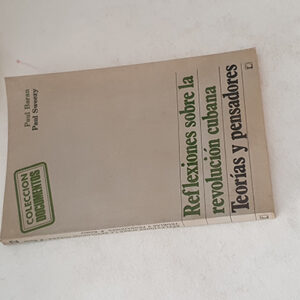 Paul Baran
Paul Sweezy
Reflexiones sobre la
revolución cubana
Teorías y pensadores
COLECCION
DOCUMENTOS